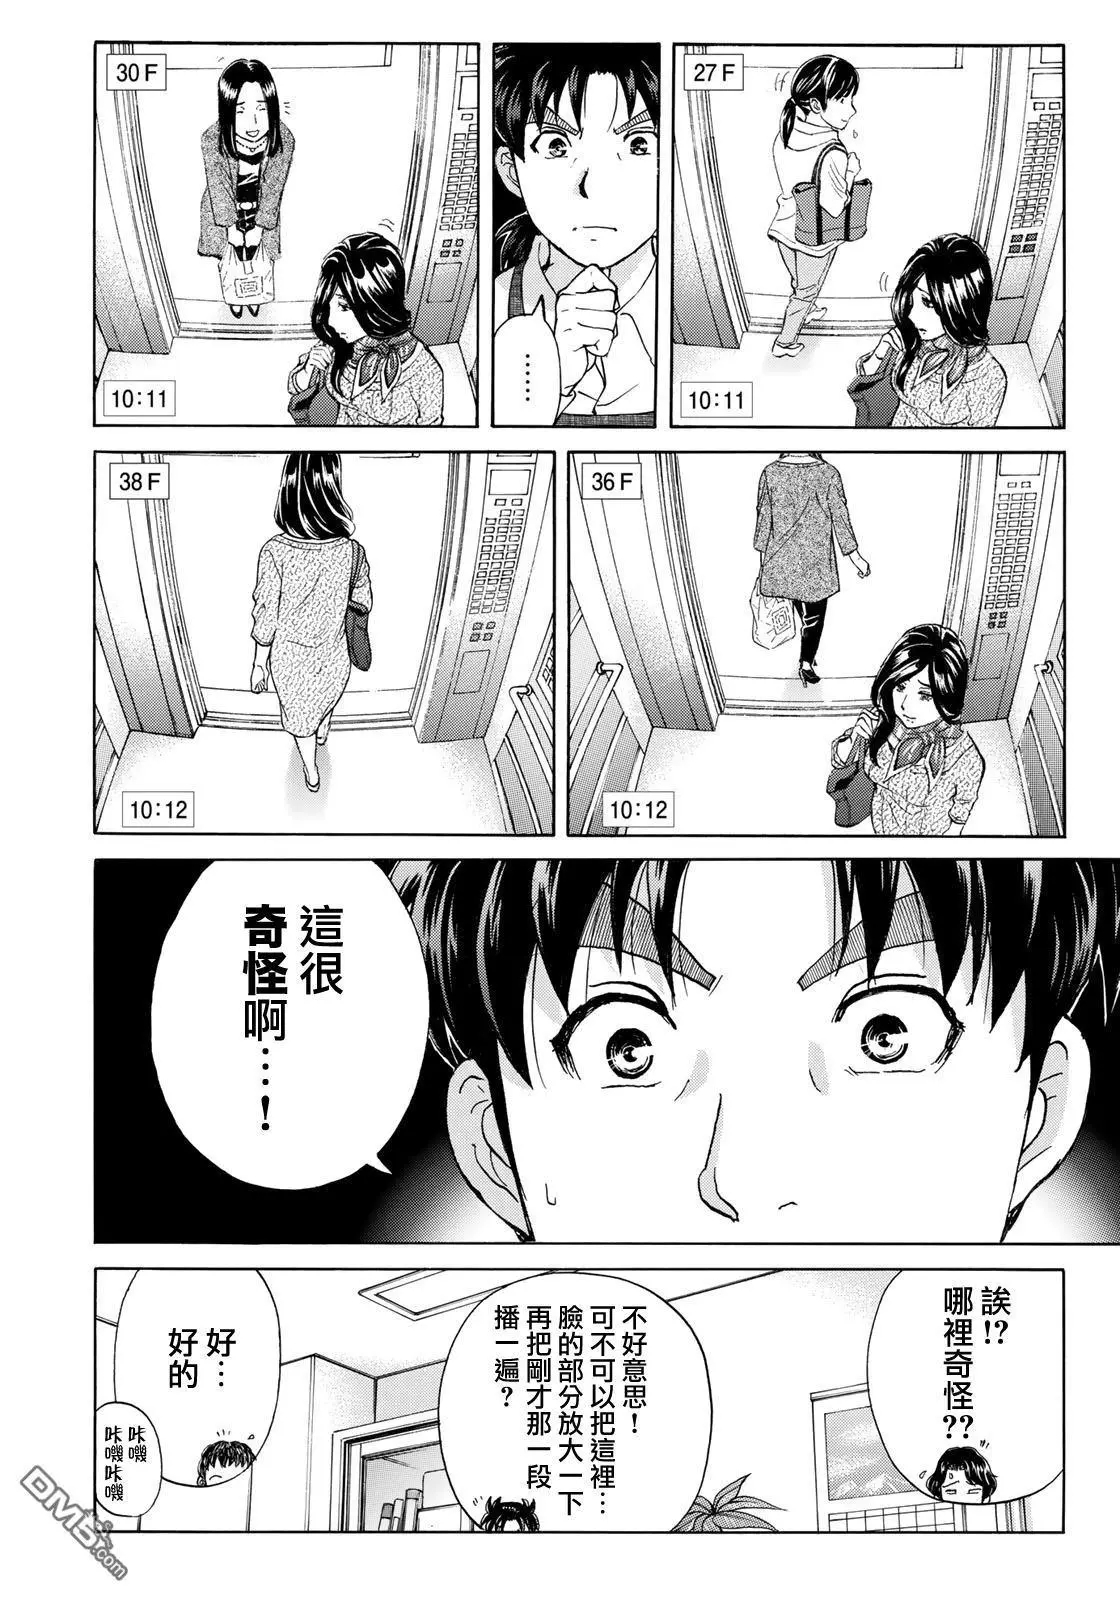 27F
10:11
……
30F
10:11
36F
10:12
38F
10:12
這很
奇怪啊…！
誒!?
哪裡奇怪??
不好意思！
可不可以把這裡…
臉的部分放大一下
再把剛才那一段
播一遍？
好…
好的
咔嘰
咔嘰咔嘰
DM5.com